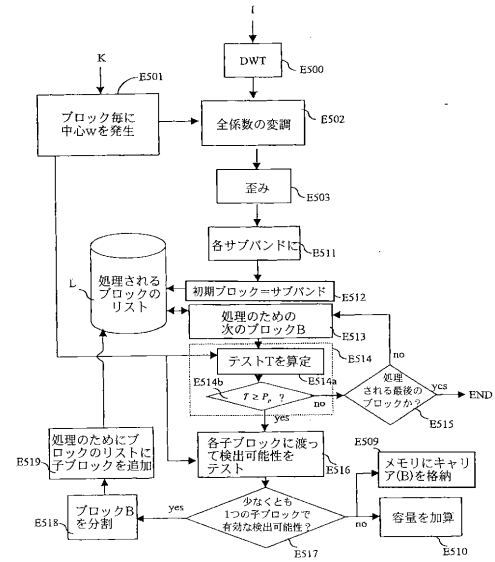 I
DWT
E500
K
E501
ブロック毎に
中心wを発生
全係数の変調
E502
歪み
E503
各サブバンドに
E511
L
処理される
ブロックの
リスト
初期ブロック=サブバンド
E512
処理のための
次のブロックB
E513
E514
テストTを算定
E514a
E514b
T ≥ Pp ?
no
yes
no
処理
される最後の
ブロックか?
yes
END
E515
各子ブロックに渡っ
て検出可能性を
テスト
E516
E509
メモリにキャリ
ア(B)を格納
処理のためにブ
ロックのリストに
子ブロックを追加
E519
ブロックB
を分割
E518
yes
少なくとも
1つの子ブロックで
有効な検出可能性?
no
E517
容量を加算
E510